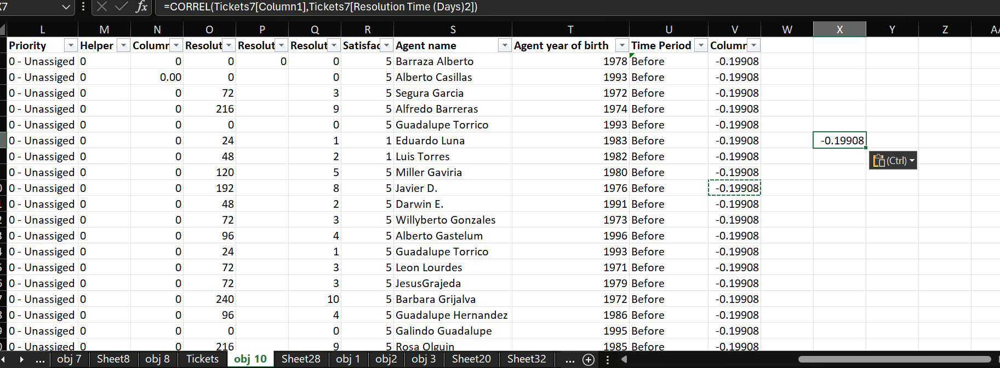 X7 =CORREL(Tickets7[Column1],Tickets7[Resolution Time (Days)2])
L M N O P Q R S T U V W X Y Z
Priority Helper Column Resolut Resolut Resolut Satisfac Agent name Agent year of birth Time Period Column
0 - Unassiged 0 0 0 0 0 5 Barraza Alberto 1978 Before -0.19908
0 - Unassiged 0 0.00 0 0 5 Alberto Casillas 1993 Before -0.19908
0 - Unassiged 0 0 72 3 5 Segura Garcia 1972 Before -0.19908
0 - Unassiged 0 0 216 9 5 Alfredo Barreras 1974 Before -0.19908
0 - Unassiged 0 0 0 0 5 Guadalupe Torrico 1993 Before -0.19908
0 - Unassiged 0 0 24 1 1 Eduardo Luna 1983 Before -0.19908 -0.19908
0 - Unassiged 0 0 48 2 1 Luis Torres 1982 Before -0.19908 (Ctrl)
0 - Unassiged 0 0 120 5 5 Miller Gaviria 1980 Before -0.19908
0 - Unassiged 0 0 192 8 5 Javier D. 1976 Before -0.19908
0 - Unassiged 0 0 48 2 5 Darwin E. 1991 Before -0.19908
0 - Unassiged 0 0 72 3 5 Willyberto Gonzales 1973 Before -0.19908
0 - Unassiged 0 0 96 4 5 Alberto Gastelum 1996 Before -0.19908
0 - Unassiged 0 0 24 1 5 Guadalupe Torrico 1993 Before -0.19908
0 - Unassiged 0 0 72 3 5 Leon Lourdes 1971 Before -0.19908
0 - Unassiged 0 0 72 3 5 JesusGrajeda 1979 Before -0.19908
0 - Unassiged 0 0 240 10 5 Barbara Grijalva 1972 Before -0.19908
0 - Unassiged 0 0 96 4 5 Guadalupe Hernandez 1986 Before -0.19908
0 - Unassiged 0 0 0 0 5 Galindo Guadalupe 1995 Before -0.19908
0 - Unassiged 0 0 216 9 5 Rosa Olguin 1985 Before -0.19908
... obj 7 Sheet8 obj 8 Tickets obj 10 Sheet28 obj 1 obj2 obj 3 Sheet20 Sheet32 ...